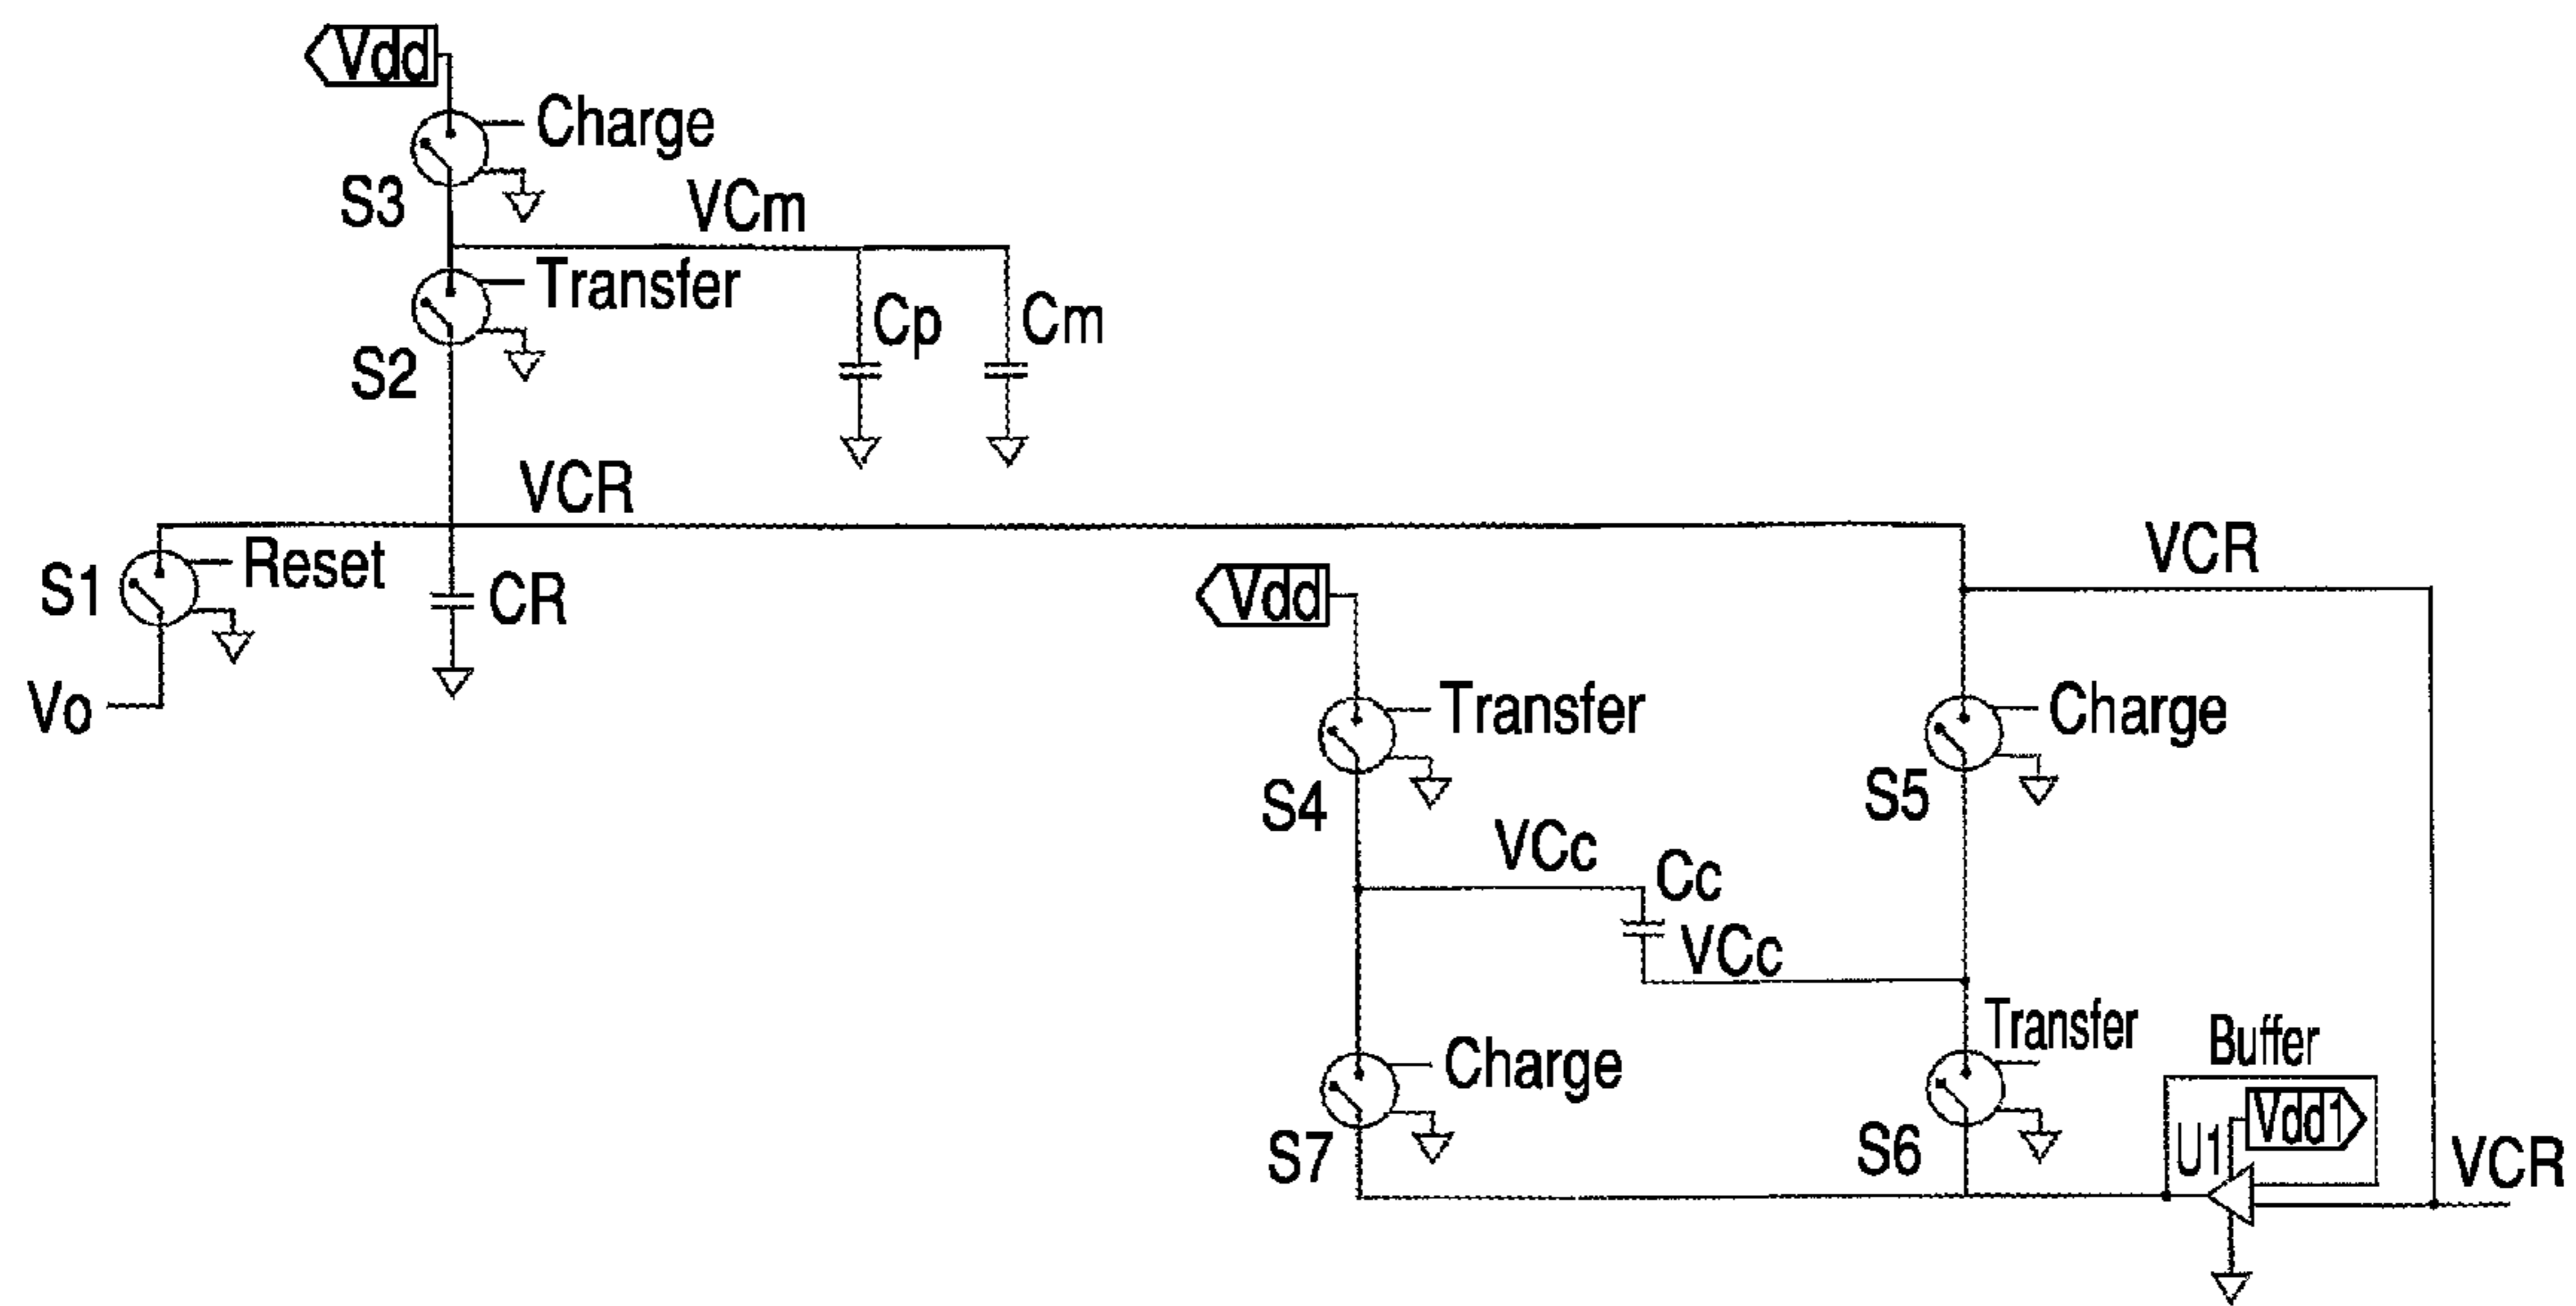 Vdd
Charge
S3
VCm
Transfer
S2
Cp
Cm
VCR
S1
Reset
CR
Vo
VCR
Vdd
Transfer
S4
Charge
S5
VCc
Cc
VCc
Charge
S7
Transfer
S6
Buffer
U1
Vdd1
VCR